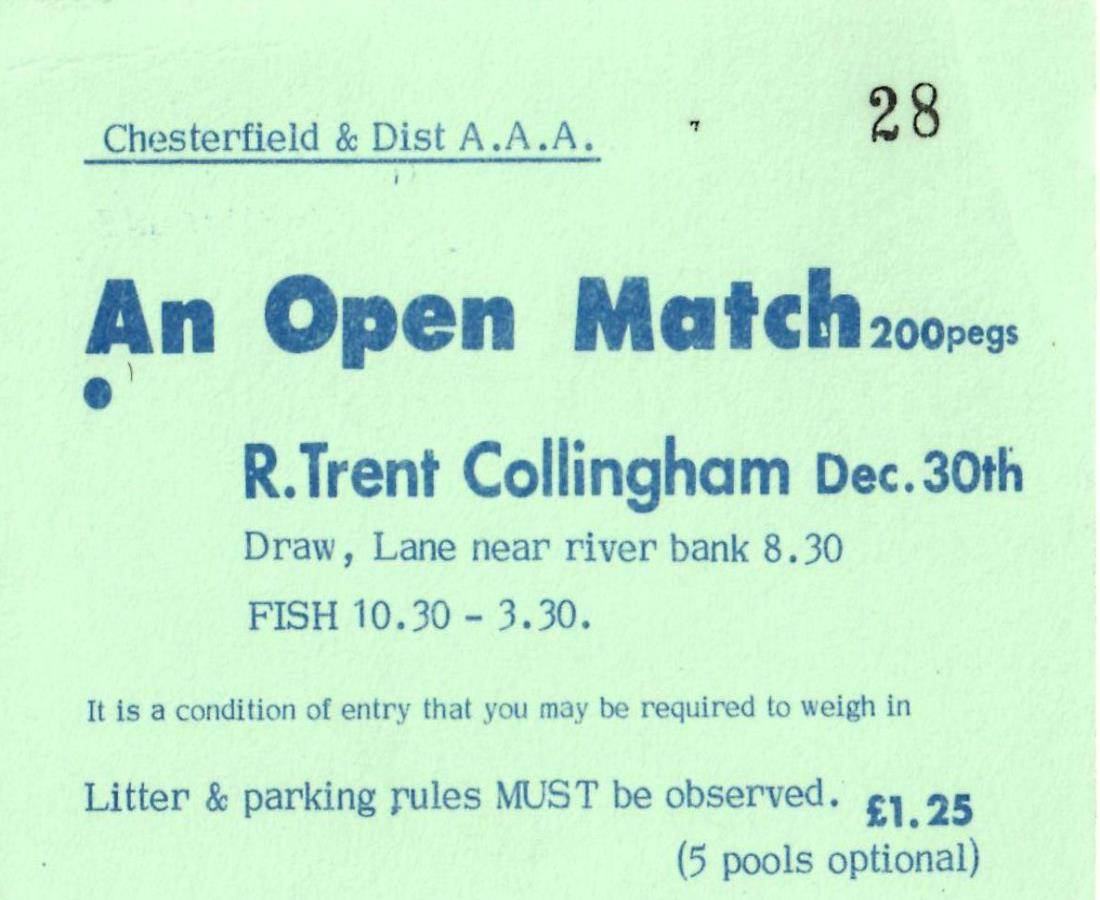 Chesterfield & Dist A.A.A.
28
An Open Match 200pegs
R.Trent Collingham Dec.30th
Draw, Lane near river bank 8.30
FISH 10.30 - 3.30.
It is a condition of entry that you may be required to weigh in
Litter & parking rules MUST be observed. £1.25
(5 pools optional)